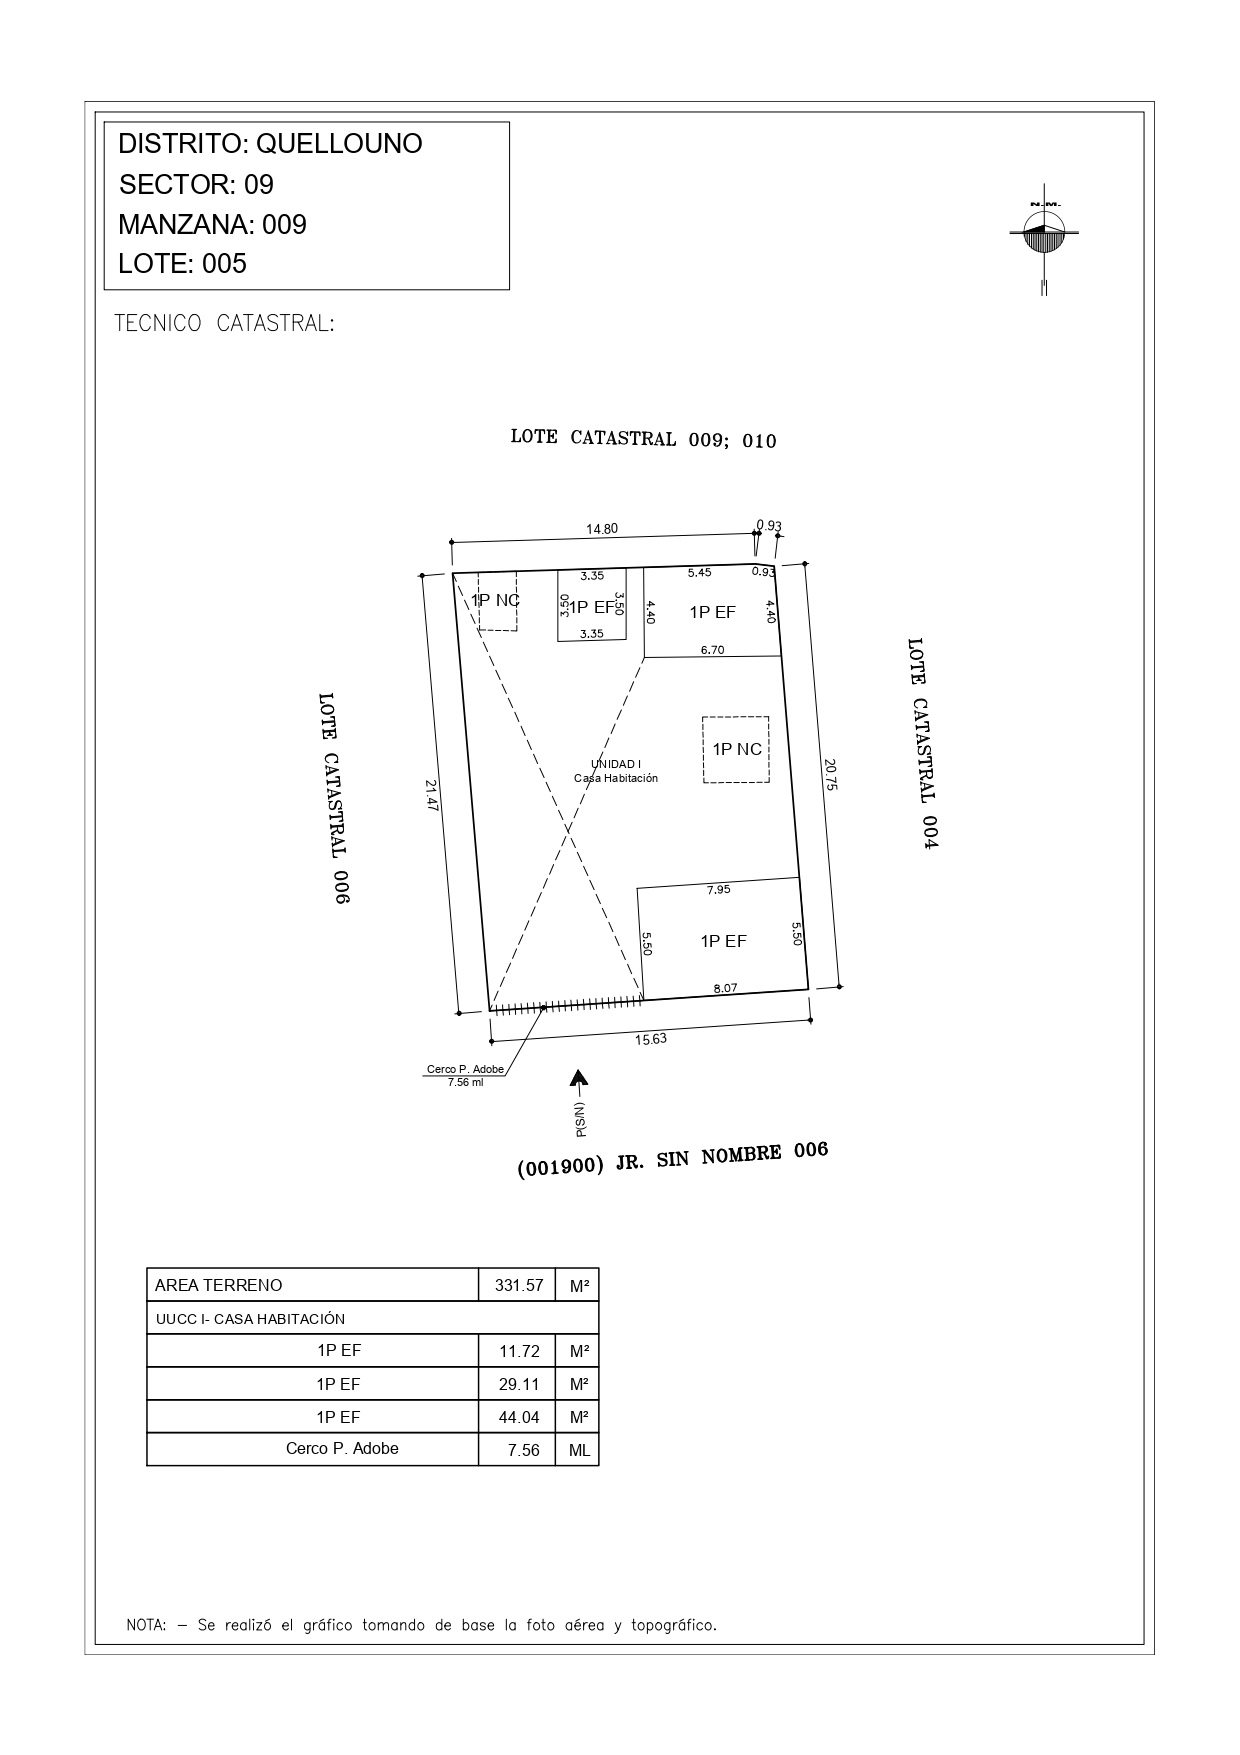 DISTRITO: QUELLOUNO
SECTOR: 09
MANZANA: 009
LOTE: 005
N.M.
TECNICO CATASTRAL:
LOTE CATASTRAL 009; 010
14.80
0.93
3.35
5.45
0.93
1P NC
3.50
1P EF
3.50
4.40
1P EF
4.40
3.35
6.70
LOTE CATASTRAL 006
LOTE CATASTRAL 004
1P NC
UNIDAD I
Casa Habitación
21.47
20.75
7.95
5.50
1P EF
5.50
8.07
15.63
Cerco P. Adobe
7.56 ml
P(S/N)
(001900) JR. SIN NOMBRE 006
AREA TERRENO 331.57 M²
UUCC I- CASA HABITACIÓN
1P EF 11.72 M²
1P EF 29.11 M²
1P EF 44.04 M²
Cerco P. Adobe 7.56 ML
NOTA: - Se realizó el gráfico tomando de base la foto aérea y topográfico.